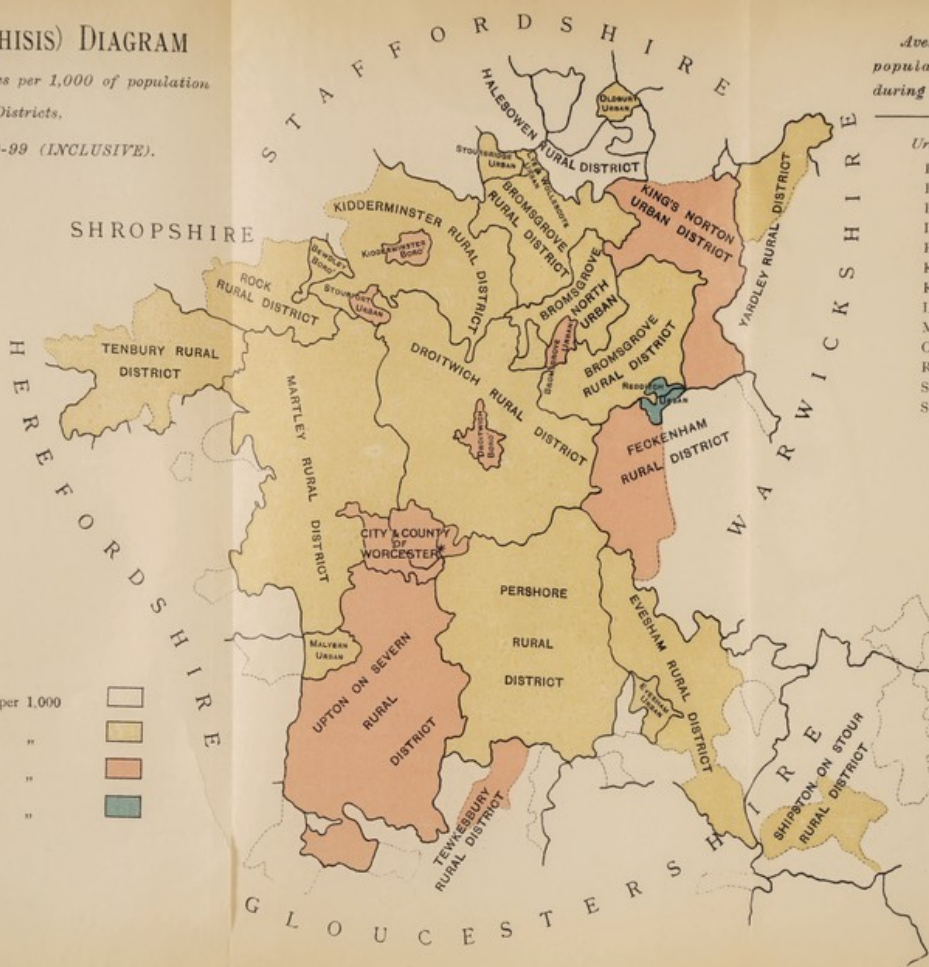 HISIS) DIAGRAM
s per 1,000 of population
Districts,
-99 (INCLUSIVE).
Ave
popula
during
Ur
STAFFORDSHIRE
SHROPSHIRE
HEREFORDSHIRE
WARWICKSHIRE
GLOUCESTERSHIRE
HALESOWEN RURAL DISTRICT
OLDBURY
URBAN
STOURBRIDGE
URBAN
LYE & WOLLESCOTE
URBAN
KIDDERMINSTER RURAL DISTRICT
KIDDERMINSTER
BORO'
BEWDLEY
BORO'
STOURPORT
URBAN
ROCK
RURAL DISTRICT
TENBURY RURAL
DISTRICT
BROMSGROVE
RURAL DISTRICT
BROMSGROVE
NORTH
URBAN
BROMSGROVE
URBAN
BROMSGROVE
RURAL DISTRICT
KING'S NORTON
URBAN DISTRICT
YARDLEY RURAL DISTRICT
REDDITCH
URBAN
FECKENHAM
RURAL DISTRICT
DROITWICH RURAL DISTRICT
DROITWICH
BORO'
MARTLEY RURAL DISTRICT
CITY & COUNTY
OF
WORCESTER
MALVERN
URBAN
UPTON ON SEVERN
RURAL
DISTRICT
PERSHORE
RURAL
DISTRICT
EVESHAM RURAL DISTRICT
EVESHAM
URBAN
TEWKESBURY
RURAL DISTRICT
SHIPSTON ON STOUR
RURAL DISTRICT
per 1,000
"
"
"